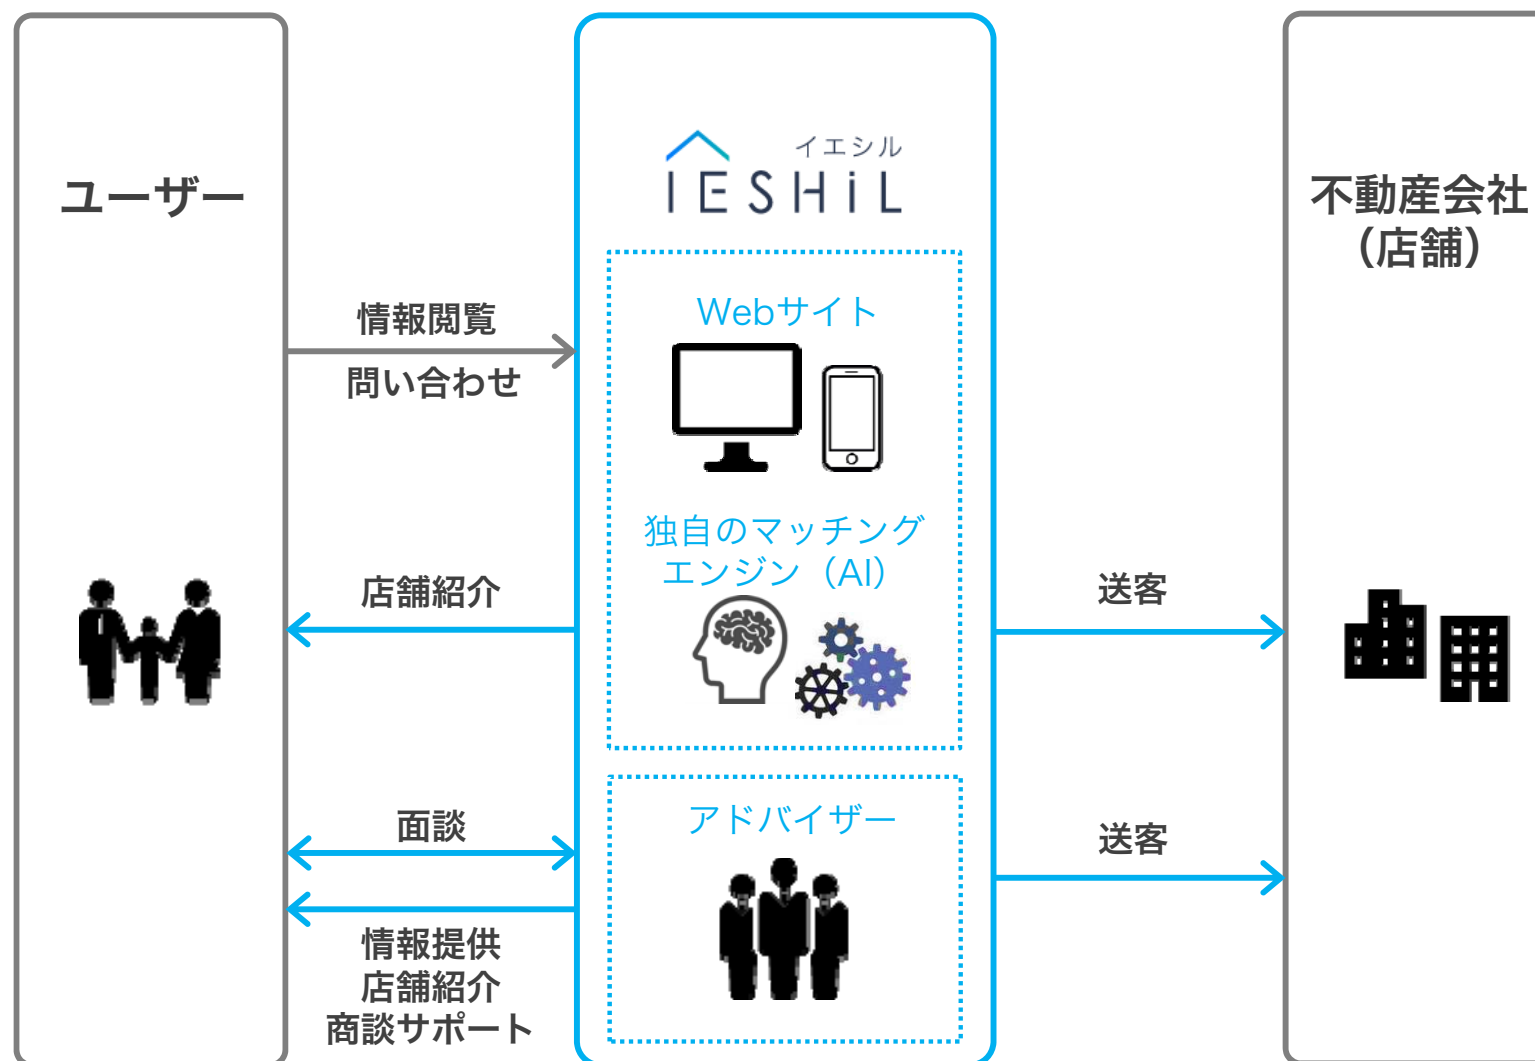 ユーザー
イエシル
IESHiL
不動産会社
（店舗）
情報閲覧
問い合わせ
Webサイト
独自のマッチング
エンジン（AI）
店舗紹介
送客
面談
アドバイザー
送客
情報提供
店舗紹介
商談サポート